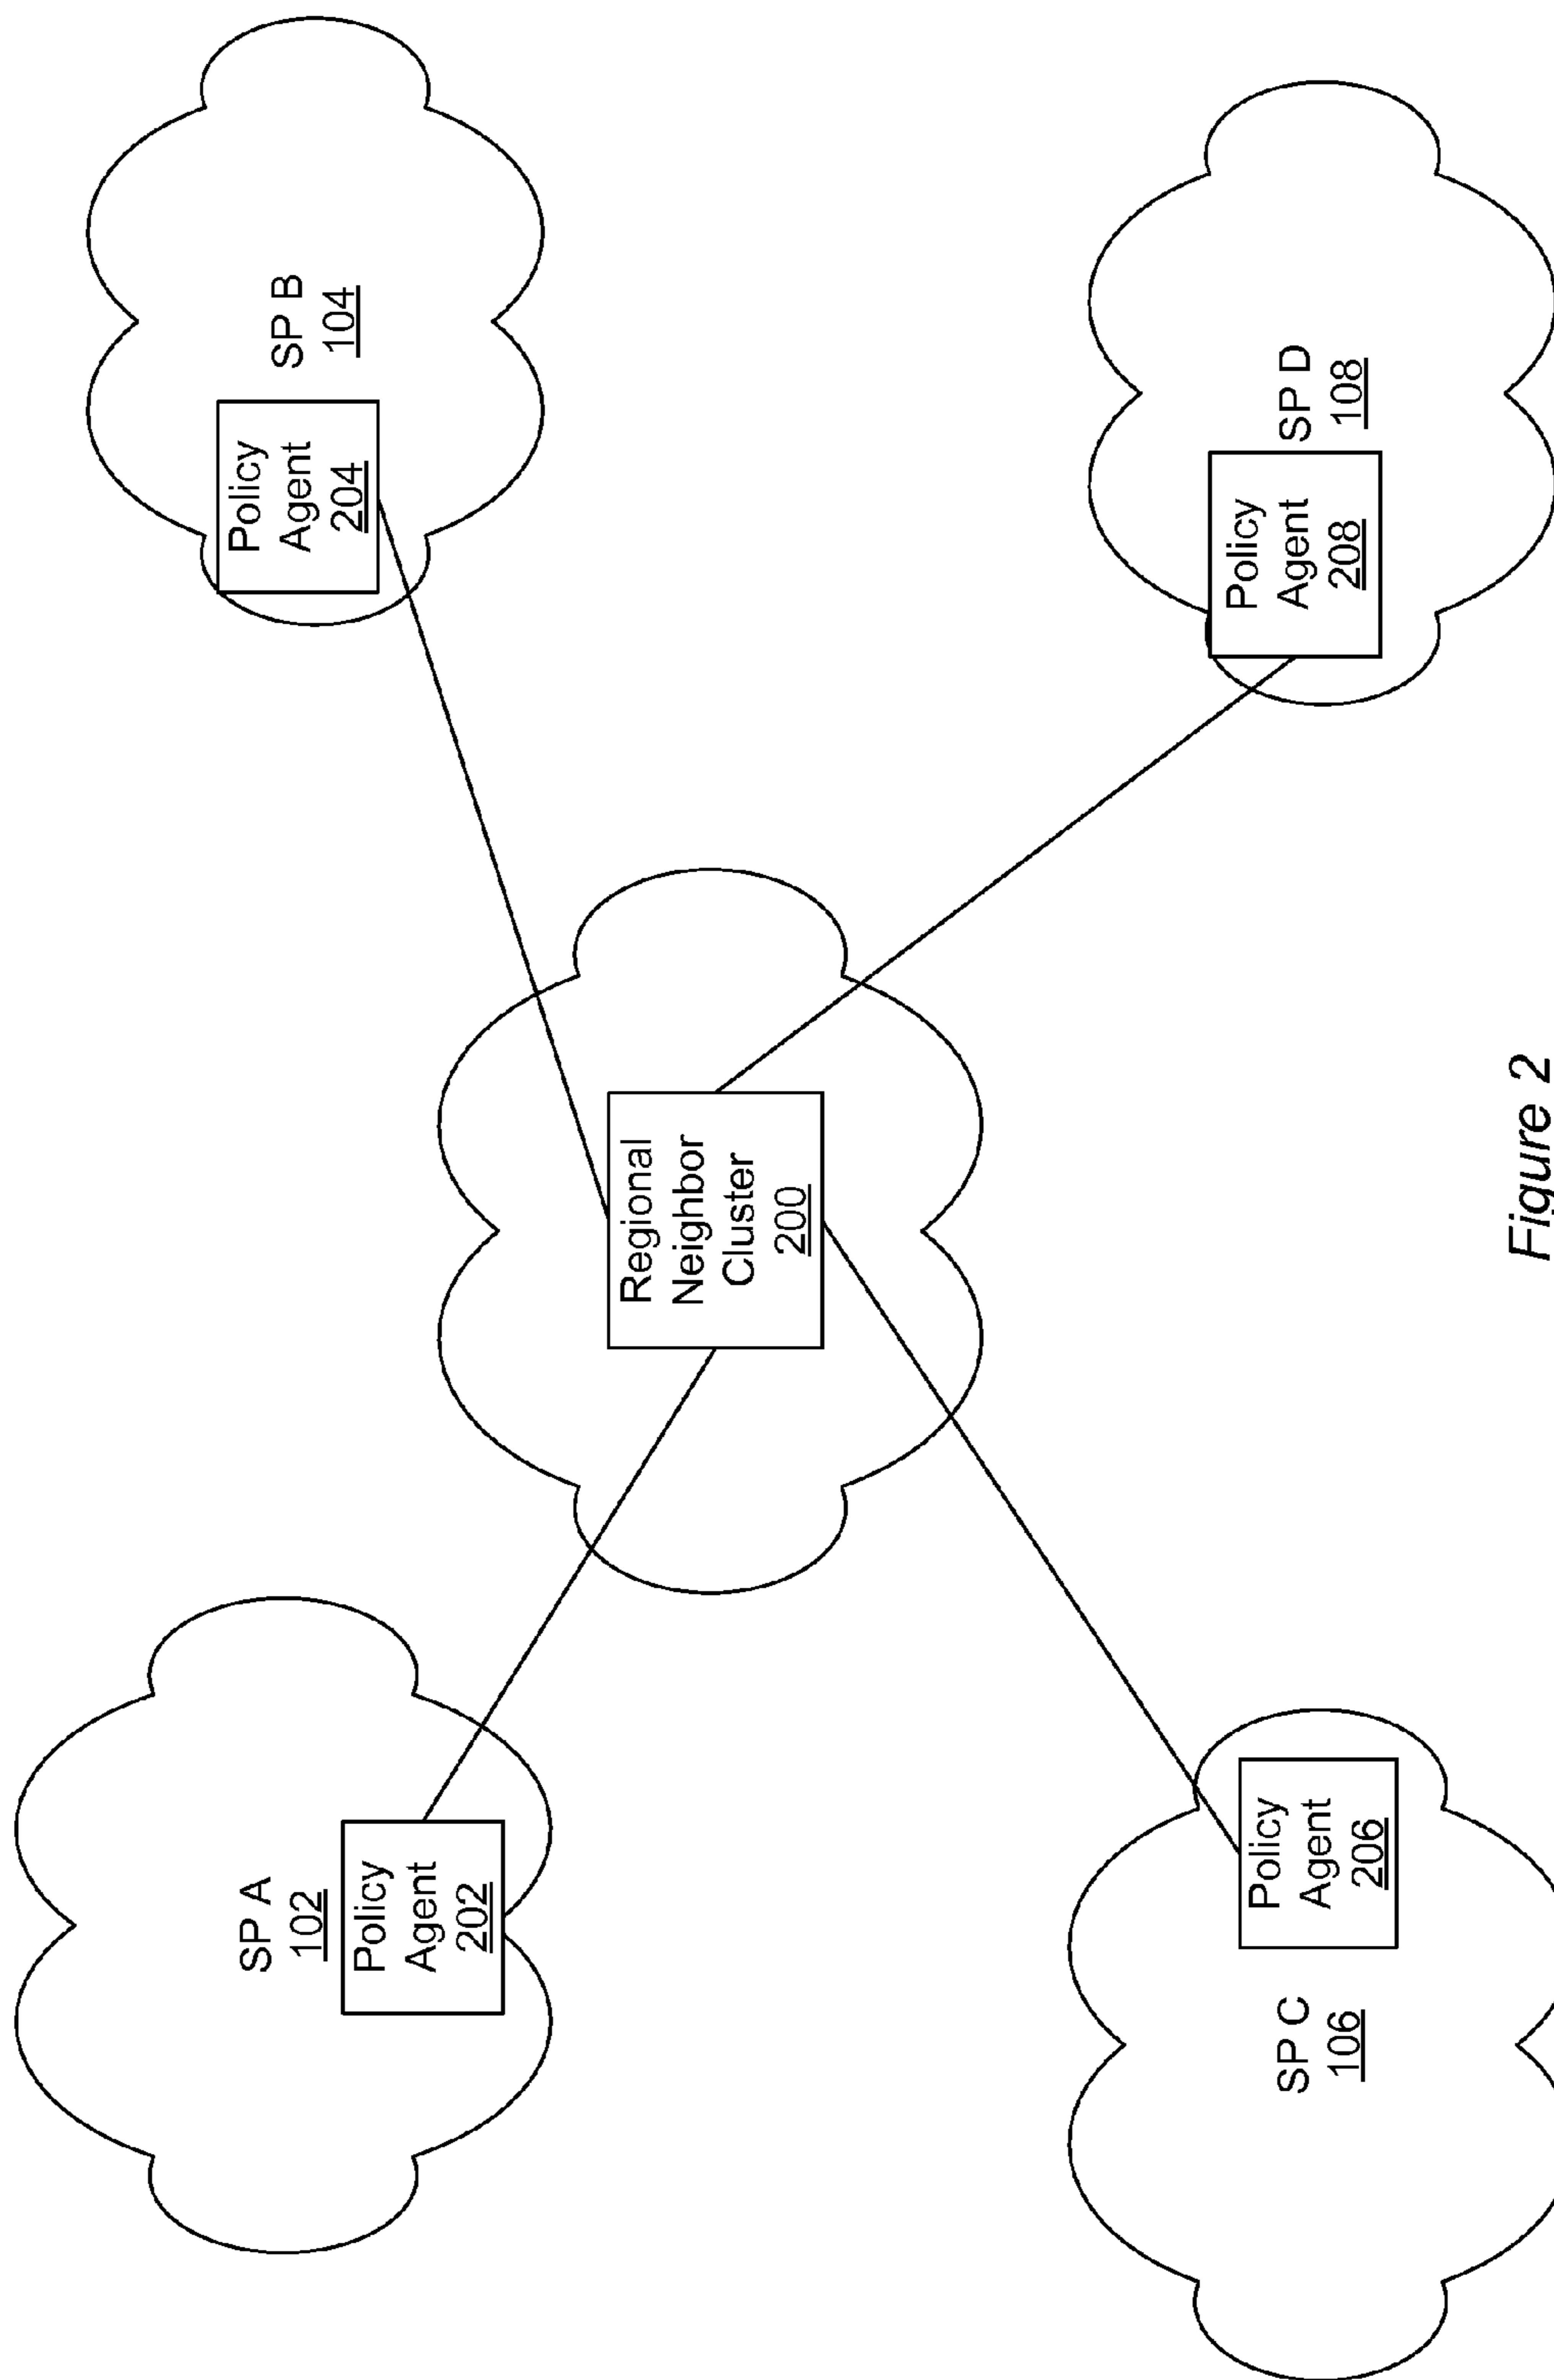 SP A
102
Policy
Agent
202
SP B
104
Policy
Agent
204
Regional
Neighbor
Cluster
200
SP C
106
Policy
Agent
206
SP D
108
Policy
Agent
208
Figure 2